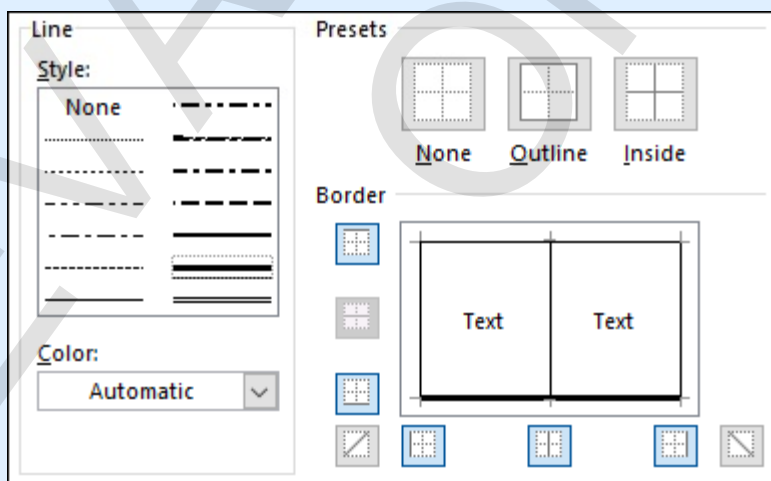 Line
Style:
None
Color:
Automatic
Presets
None Outline Inside
Border
Text Text